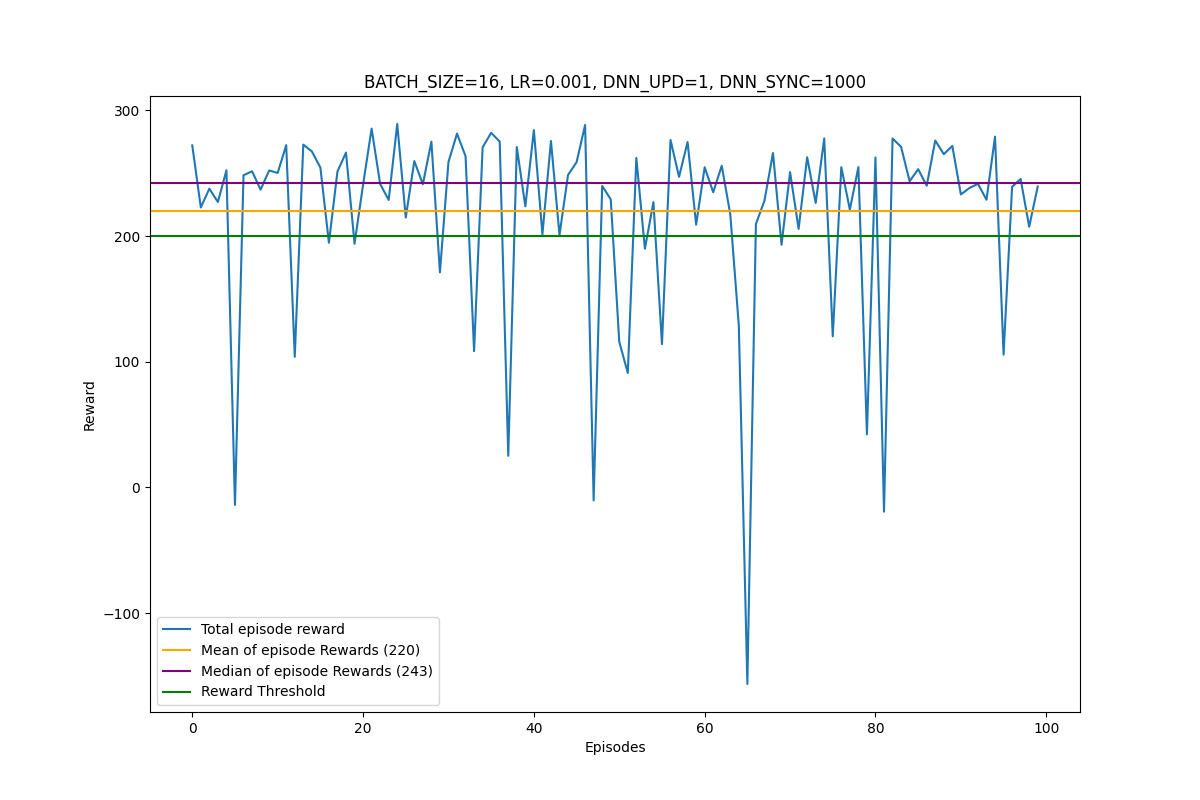 BATCH_SIZE=16, LR=0.001, DNN_UPD=1, DNN_SYNC=1000
300
200
100
0
−100
Reward
Total episode reward
Mean of episode Rewards (220)
Median of episode Rewards (243)
Reward Threshold
0 20 40 60 80 100
Episodes